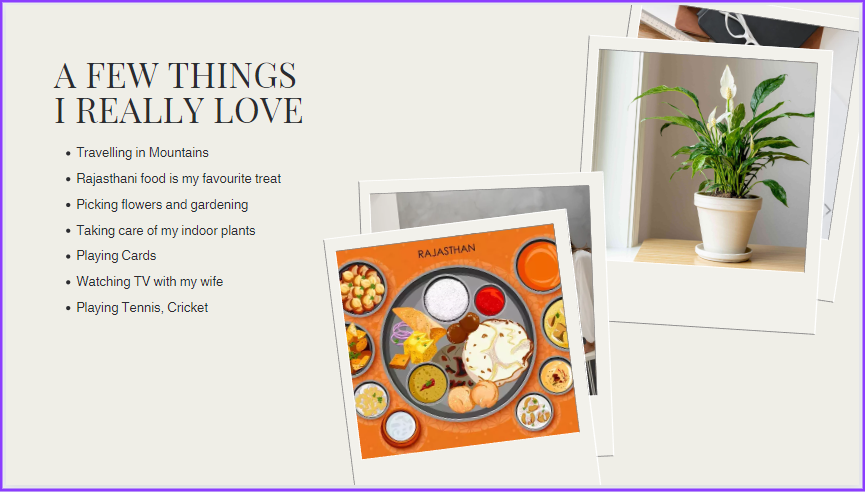 A FEW THINGS
I REALLY LOVE
• Travelling in Mountains
• Rajasthani food is my favourite treat
• Picking flowers and gardening
• Taking care of my indoor plants
• Playing Cards
• Watching TV with my wife
• Playing Tennis, Cricket
RAJASTHAN